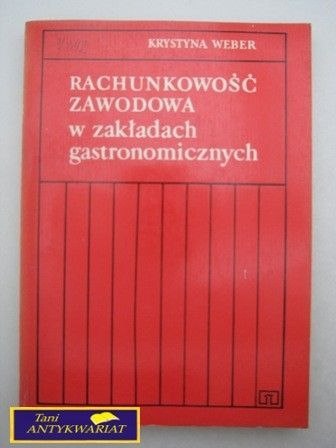 KRYSTYNA WEBER
RACHUNKOWOŚĆ
ZAWODOWA
w zakładach
gastronomicznych
Tani
ANTYKWARIAT